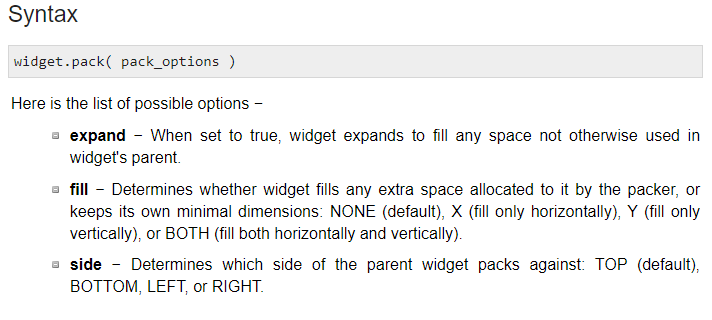 Syntax
widget.pack( pack_options )
Here is the list of possible options −
expand − When set to true, widget expands to fill any space not otherwise used in
widget's parent.
fill − Determines whether widget fills any extra space allocated to it by the packer, or
keeps its own minimal dimensions: NONE (default), X (fill only horizontally), Y (fill only
vertically), or BOTH (fill both horizontally and vertically).
side − Determines which side of the parent widget packs against: TOP (default),
BOTTOM, LEFT, or RIGHT.